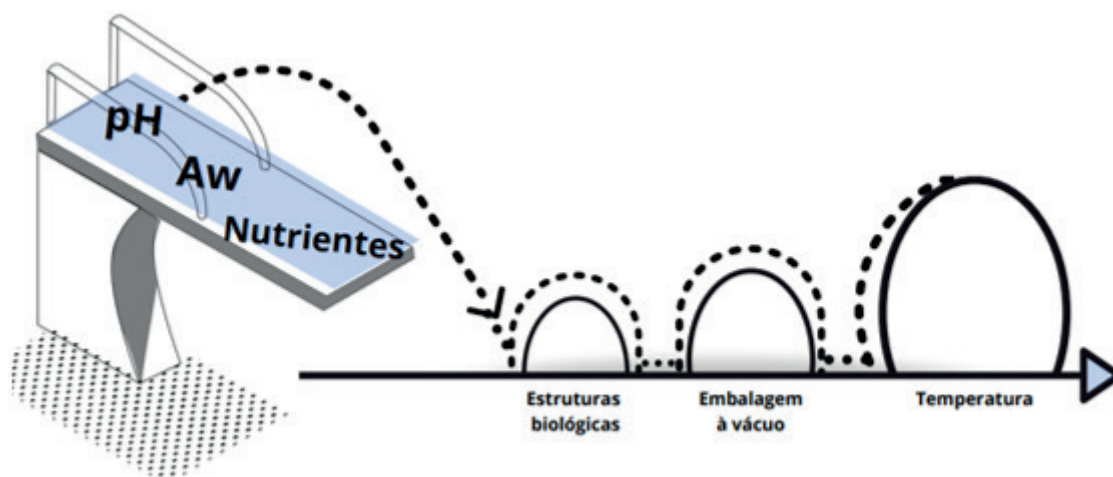 pH
Aw
Nutrientes
Estruturas
biológicas
Embalagem
à vácuo
Temperatura